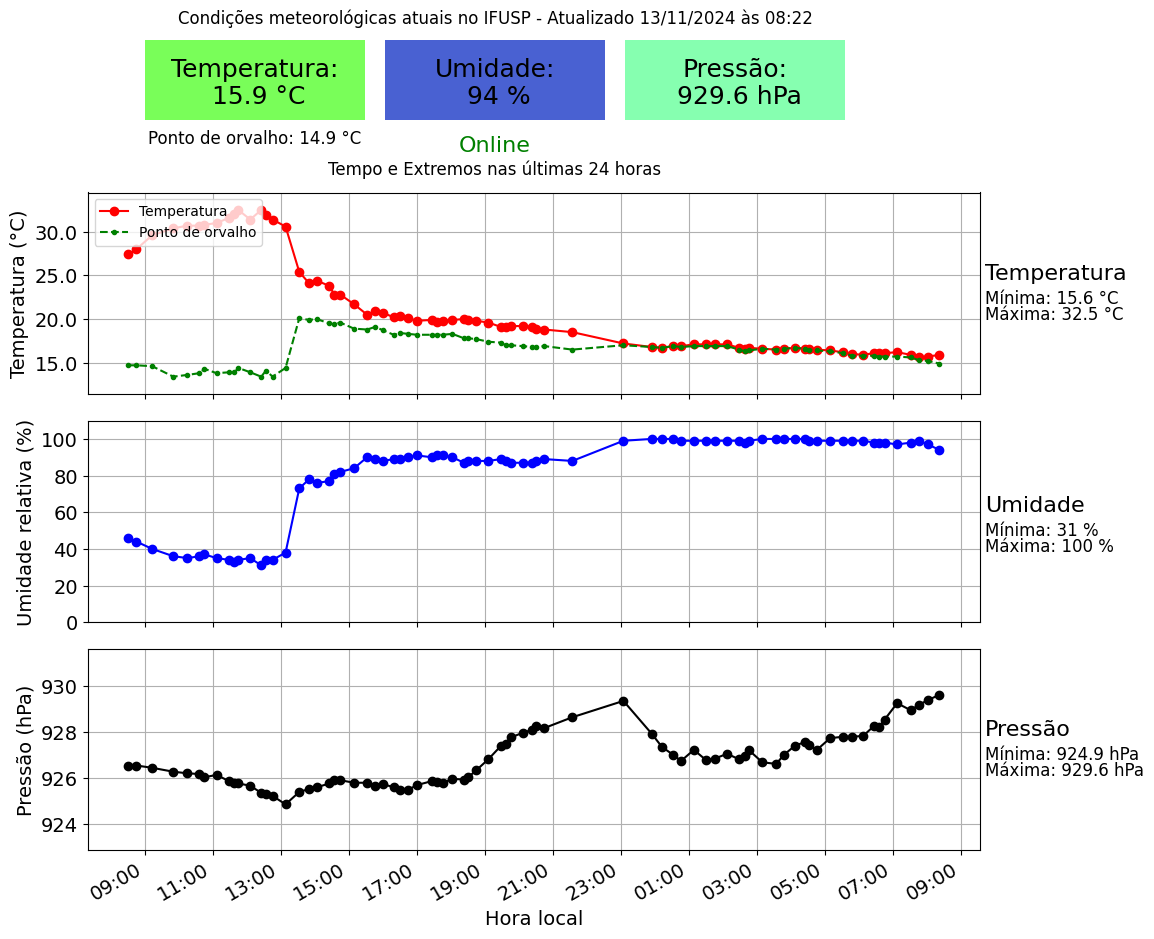 Condições meteorológicas atuais no IFUSP - Atualizado 13/11/2024 às 08:22
Temperatura:
15.9 °C
Umidade:
94 %
Pressão:
929.6 hPa
Ponto de orvalho: 14.9 °C
Online
Tempo e Extremos nas últimas 24 horas
Temperatura (°C)
30.0
25.0
20.0
15.0
Temperatura
Ponto de orvalho
Temperatura
Mínima: 15.6 °C
Máxima: 32.5 °C
Umidade relativa (%)
100
80
60
40
20
0
Umidade
Mínima: 31 %
Máxima: 100 %
Pressão (hPa)
930
928
926
924
Pressão
Mínima: 924.9 hPa
Máxima: 929.6 hPa
09:00 11:00 13:00 15:00 17:00 19:00 21:00 23:00 01:00 03:00 05:00 07:00 09:00
Hora local